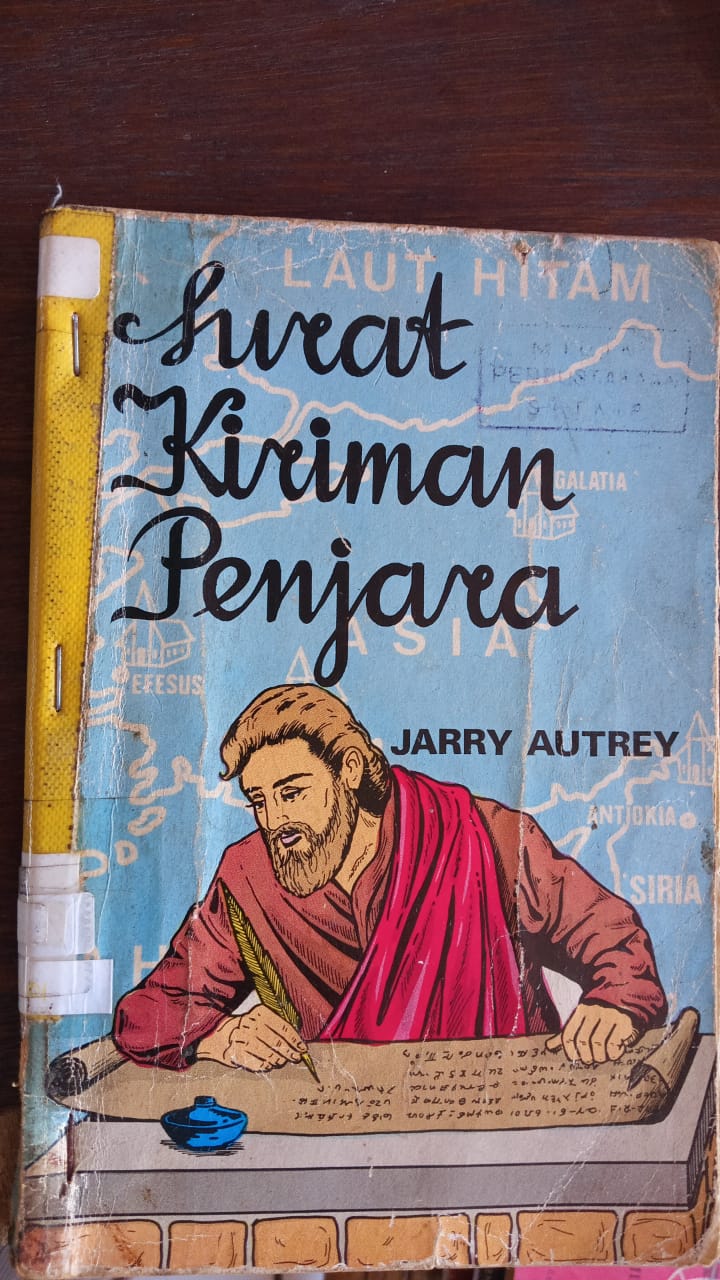 LAUT HITAM
Surat
Kiriman
Penjara
GALATIA
ASIA
EFESUS
JARRY AUTREY
ANTIOKIA
SIRIA